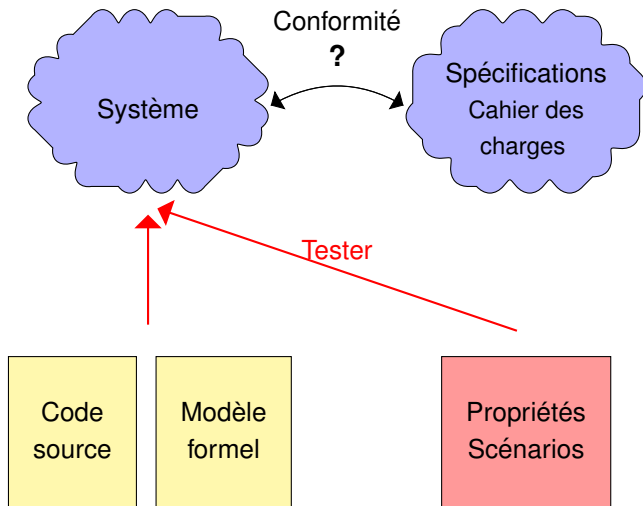 Conformité
?
Système
Spécifications
Cahier des
charges
Tester
Code
source
Modèle
formel
Propriétés
Scénarios